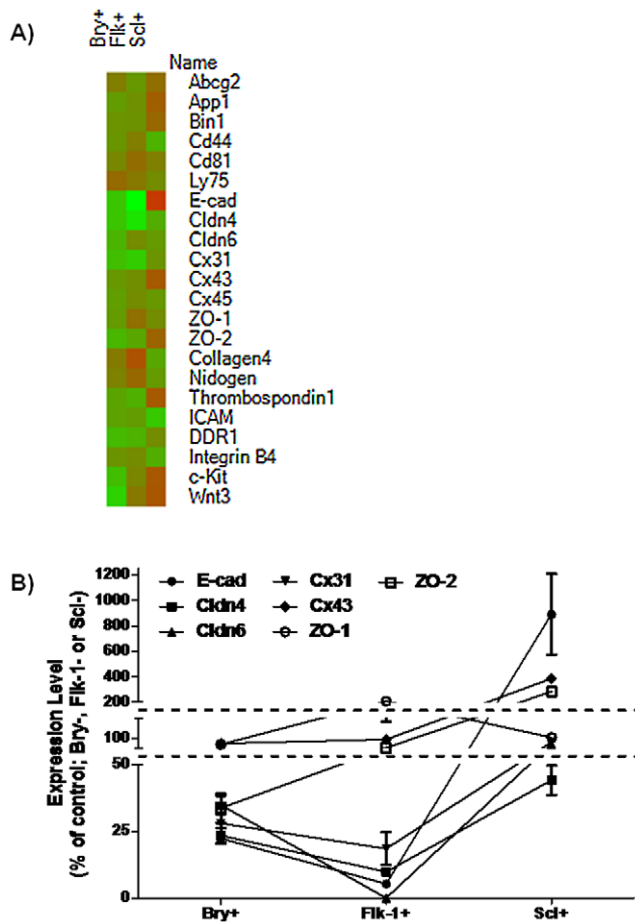 A)
Bry+
Flk+
Scl+
Name
Abcg2
App1
Bin1
Cd44
Cd81
Ly75
E-cad
Cldn4
Cldn6
Cx31
Cx43
Cx45
ZO-1
ZO-2
Collagen4
Nidogen
Thrombospondin1
ICAM
DDR1
Integrin B4
c-Kit
Wnt3
B)
Expression Level
(% of control; Bry-, Flk-1- or Scl-)
1200
1000
800
600
400
200
100
50
25
0
E-cad
Cx31
ZO-2
Cldn4
Cx43
Cldn6
ZO-1
Bry+
Flk-1+
Scl+